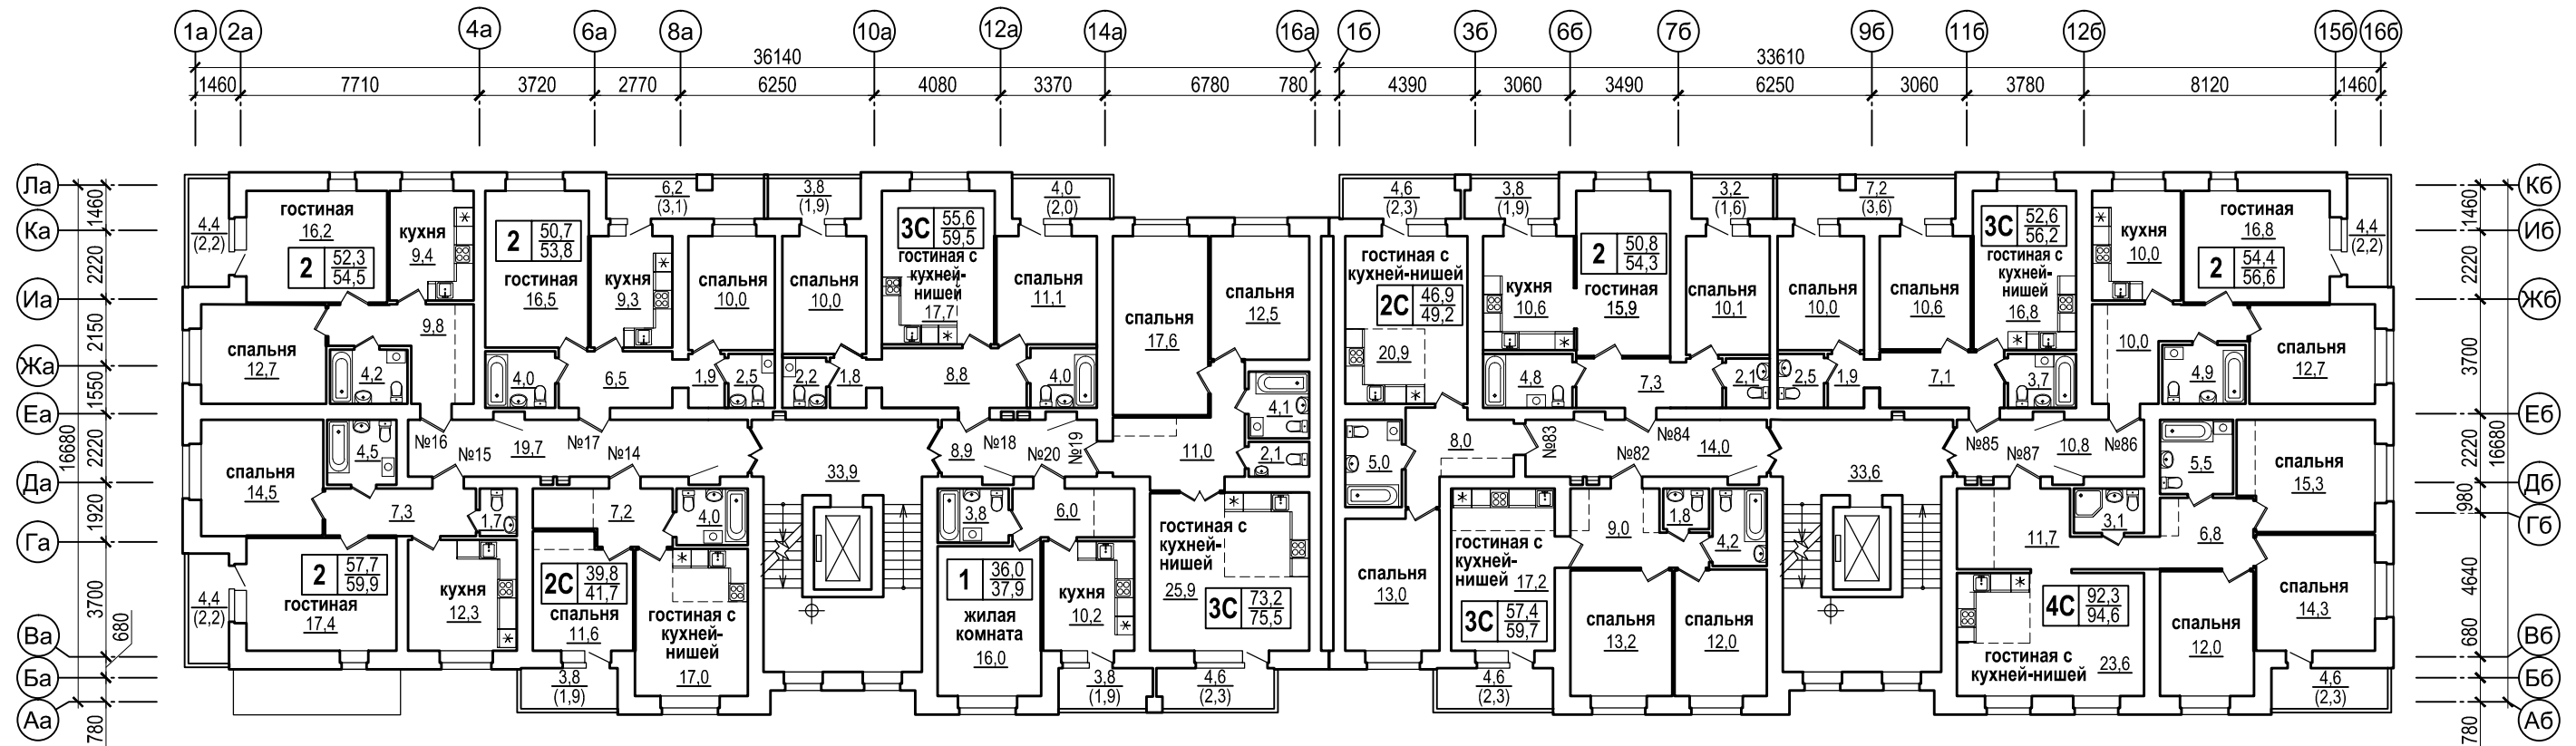 1а 2а 4а 6а 8а 10а 12а 14а 16а 1б 3б 6б 7б 9б 11б 12б 15б 16б
36140 33610
1460 7710 3720 2770 6250 4080 3370 6780 780 4390 3060 3490 6250 3060 3780 8120 1460
Ла
Ка
Иа
Жа
Еа
Да
Га
Ва
Ба
Аа
1460
2220
2150
1550
2220
1920
3700
680
780
16680
4,4
(2,2)
гостиная
16,2
2 52,3
54,5
кухня
9,4
спальня
12,7
9,8
4,2
2 50,7
53,8
гостиная
16,5
6,2
(3,1)
кухня
9,3
спальня
10,0
4,0
6,5
1,9
2,5
3,8
(1,9)
спальня
10,0
3С 55,6
59,5
гостиная с
кухней-
нишей
17,7
4,0
(2,0)
спальня
11,1
2,2
1,8
8,8
4,0
спальня
17,6
спальня
12,5
4,1
11,0
2,1
№16
№15
19,7
№17
№14
33,9
8,9
№18
№20
№19
спальня
14,5
4,5
7,3
1,7
4,4
(2,2)
2 57,7
59,9
гостиная
17,4
кухня
12,3
7,2
4,0
2С 39,8
41,7
спальня
11,6
гостиная с
кухней-
нишей
17,0
3,8
(1,9)
3,8
6,0
1 36,0
37,9
жилая
комната
16,0
кухня
10,2
3,8
(1,9)
гостиная с
кухней-
нишей
25,9
3С 73,2
75,5
4,6
(2,3)
4,6
(2,3)
гостиная с
кухней-нишей
2С 46,9
49,2
20,9
3,8
(1,9)
кухня
10,6
2 50,8
54,3
гостиная
15,9
3,2
(1,6)
спальня
10,1
4,8
7,3
2,1
7,2
(3,6)
спальня
10,0
спальня
10,6
3С 52,6
56,2
гостиная с
кухней-
нишей
16,8
2,5
1,9
7,1
3,7
кухня
10,0
гостиная
16,8
2 54,4
56,6
4,4
(2,2)
10,0
4,9
спальня
12,7
5,0
8,0
№83
№82
№84
14,0
33,6
№85
№87
10,8
№86
спальня
13,0
гостиная с
кухней-
нишей
17,2
3С 57,4
59,7
4,6
(2,3)
9,0
1,8
4,2
спальня
13,2
спальня
12,0
11,7
3,1
5,5
6,8
спальня
15,3
4С 92,3
94,6
гостиная с
кухней-нишей
23,6
спальня
12,0
спальня
14,3
4,6
(2,3)
Кб
Иб
Жб
Еб
Дб
Гб
Вб
Бб
Аб
1460
2220
3700
2220
980
4640
680
780
16680